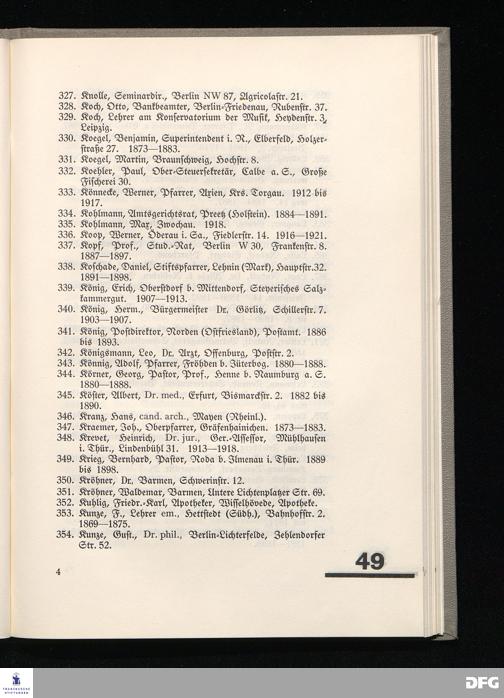 327. Knolle, Seminardir., Berlin NW 87, Agricolastr. 21.
328. Koch, Otto, Bankbeamter, Berlin-Friedenau, Rubenstr. 37.
329. Koch, Lehrer am Konservatorium der Musik, Heydenstr. 3,
Leipzig.
330. Koegel, Benjamin, Superintendent i. R., Elberfeld, Holzer-
straße 27. 1873—1883.
331. Koegel, Martin, Braunschweig, Hochstr. 8.
332. Koehler, Paul, Ober-Steuersekretär, Calbe a. S., Große
Fischerei 30.
333. Könnecke, Werner, Pfarrer, Arien, Krs. Torgau. 1912 bis
1917.
334. Kohlmann, Amtsgerichtsrat, Preetz (Holstein). 1884—1891.
335. Kohlmann, Max, Zwochau. 1918.
336. Koop, Werner, Oderau i. Sa., Fiedlerstr. 14. 1916—1921.
337. Kopf, Prof., Stud.-Rat, Berlin W 30, Frankenstr. 8.
1887—1897.
338. Koschade, Daniel, Stiftspfarrer, Lehnin (Mark), Hauptstr.32.
1891—1898.
339. König, Erich, Oberstdorf b. Mittendorf, Steyerisches Salz-
kammergut. 1907—1913.
340. König, Herm., Bürgermeister Dr. Görlitz, Schillerstr. 7.
1903—1907.
341. König, Postdirektor, Norden (Ostfriesland), Postamt. 1886
bis 1893.
342. Königsmann, Leo, Dr. Arzt, Offenburg, Poststr. 2.
343. Könnig, Adolf, Pfarrer, Fröhden b. Jüterbog. 1880—1888.
344. Körner, Georg, Pastor, Prof., Henne b. Naumburg a. S.
1880—1888.
345. Köster, Albert, Dr. med., Erfurt, Bismarckstr. 2. 1882 bis
1890.
346. Kranz, Hans, cand. arch., Mayen (Rheinl.).
347. Kraemer, Joh., Oberpfarrer, Gräfenhainichen. 1873—1883.
348. Krevet, Heinrich, Dr. jur., Ger.-Assessor, Mühlhausen
i. Thür., Lindenbühl 31. 1913—1918.
349. Krieg, Bernhard, Pastor, Roda b. Ilmenau i. Thür. 1889
bis 1898.
350. Kröhner, Dr., Barmen, Schwerinstr. 12.
351. Kröhner, Waldemar, Barmen, Untere Lichtenplatzer Str. 69.
352. Kuhlig, Friedr.-Karl, Apotheker, Wisselhövede, Apotheke.
353. Kunze, F., Lehrer em., Hettstedt (Südh.), Bahnhofstr. 2.
1869—1875.
354. Kunze, Gust., Dr. phil., Berlin-Lichterfelde, Zehlendorfer
Str. 52.
4
49
FRANCKESCHE
STIFTUNGEN
DFG